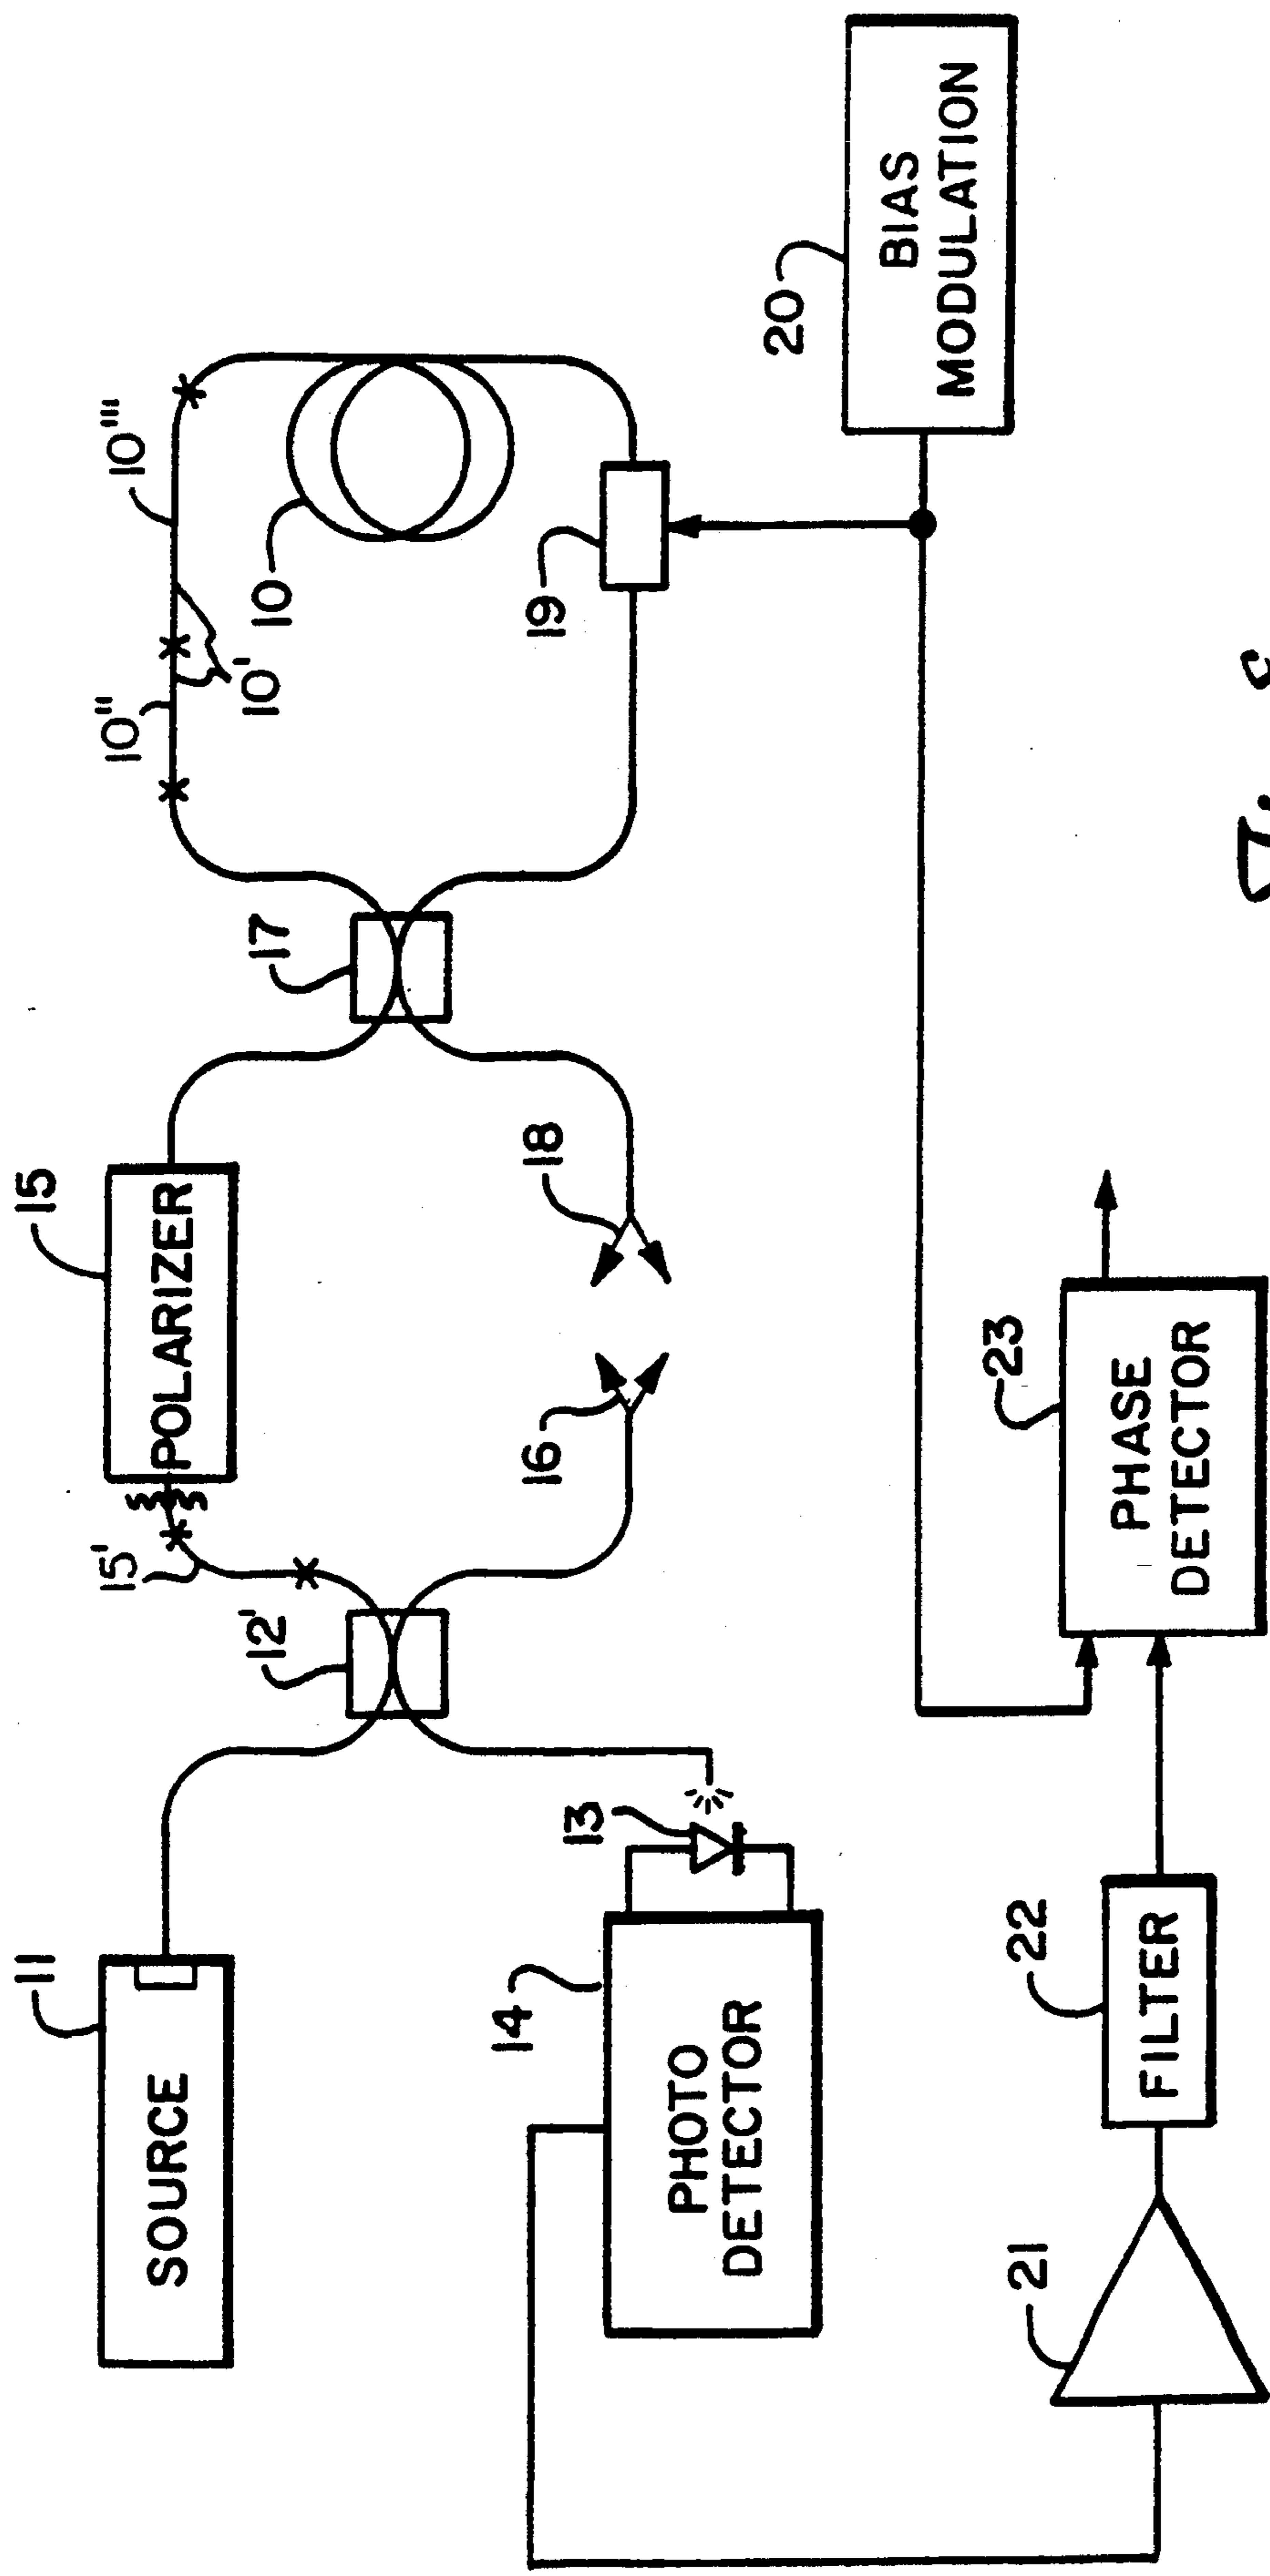 11
SOURCE
12'
15'
15
POLARIZER
17
10"
10'
10'''
10
14
PHOTO
DETECTOR
13
16
18
19
20
BIAS
MODULATION
21
22
FILTER
23
PHASE
DETECTOR